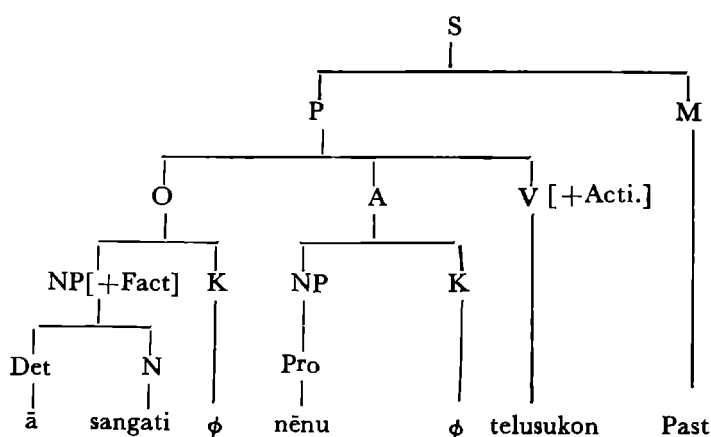 S
P M
O A V [+Acti.]
NP[+Fact] K NP K
Det N Pro
ā sangati ϕ nēnu ϕ telusukon Past